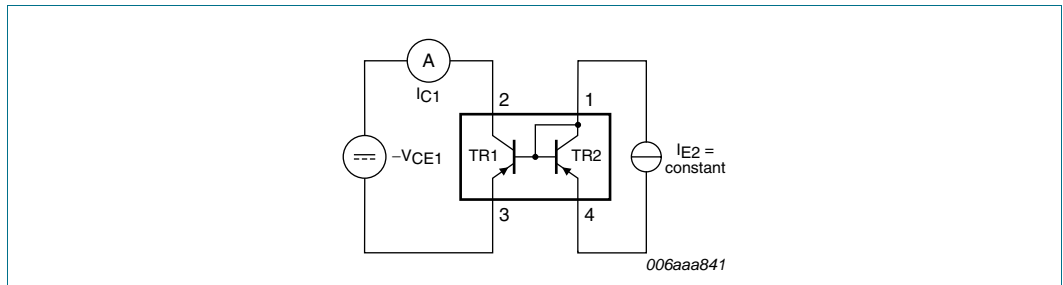 A
IC1
2
1
–VCE1
TR1
TR2
IE2 =
constant
3
4
006aaa841